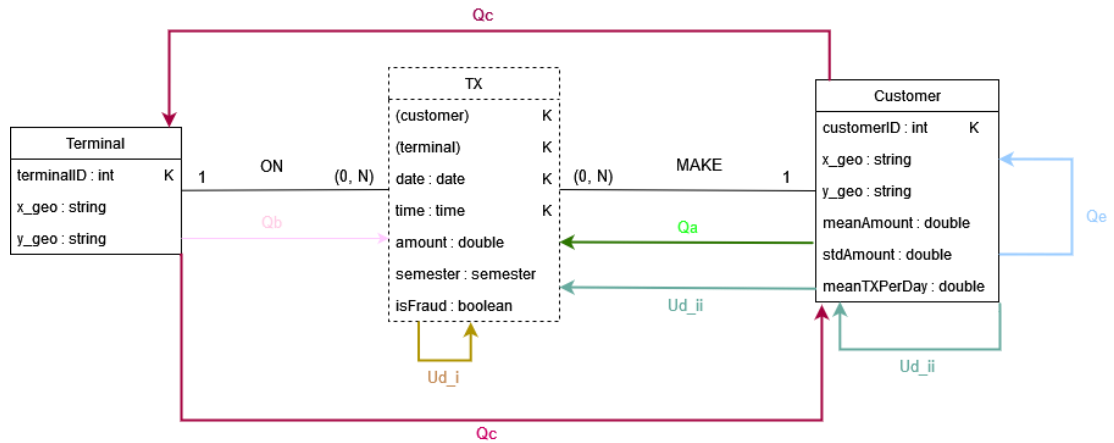 Qc
TX
(customer) K
(terminal) K
date : date K
time : time K
amount : double
semester : semester
isFraud : boolean
Customer
customerID : int K
x_geo : string
y_geo : string
meanAmount : double
stdAmount : double
meanTXPerDay : double
Terminal
terminalID : int K
x_geo : string
y_geo : string
1 ON (0, N)
(0, N) MAKE 1
Qb
Qa
Qe
Ud_ii
Ud_i
Ud_ii
Qc